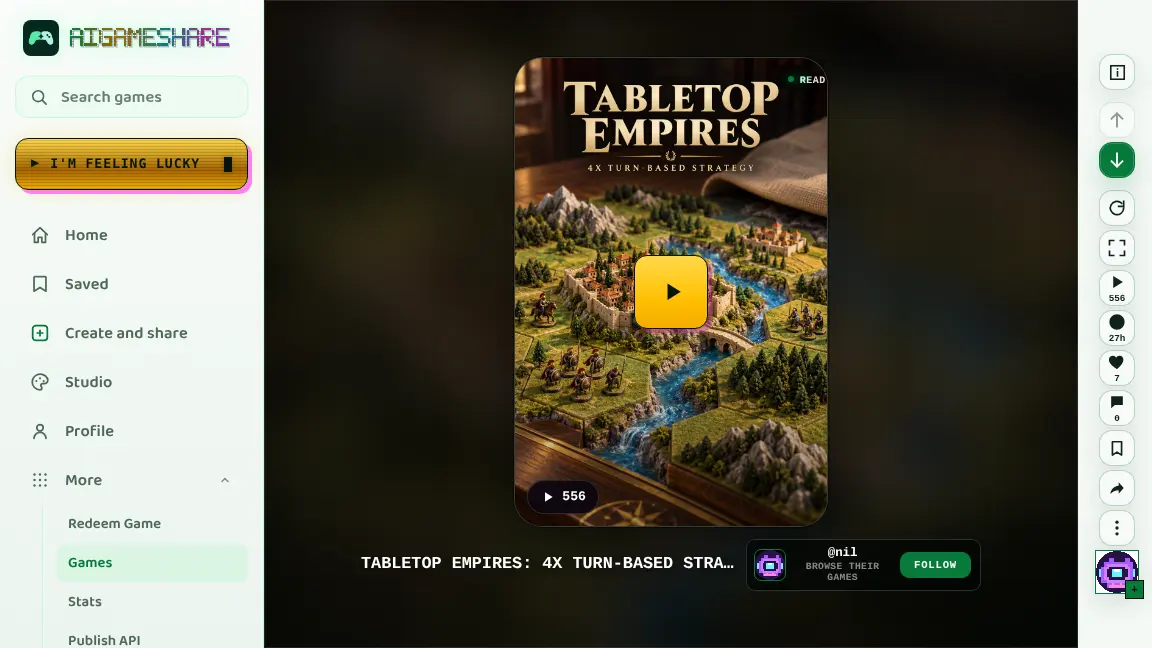 AIGAMESHARE
Search games
I'M FEELING LUCKY
Home
Saved
Create and share
Studio
Profile
More
Redeem Game
Games
Stats
Publish API
READ
TABLETOP
EMPIRES
4X TURN-BASED STRATEGY
556
TABLETOP EMPIRES: 4X TURN-BASED STRA…
@nil
BROWSE THEIR
GAMES
FOLLOW
556
27h
7
0